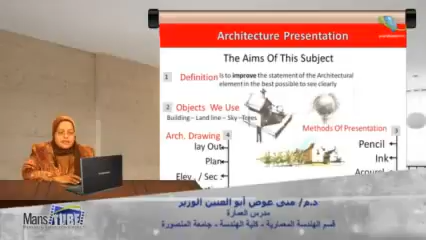 Architecture Presentation
The Aims Of This Subject
1 Definition Is to improve the statement of the Architectural
element in the best possible to see clearly
2 Objects We Use
Building – Land line – Sky –Trees
Arch. Drawing 4
lay Out
Plan
Elev. / Sec.
Methods Of Presentation 3
Pencil
Ink
د.م/ منى عوض أبو العنين الوزير
مدرس العمارة
قسم الهندسة المعمارية - كلية الهندسة - جامعة المنصورة
Mans TUBE